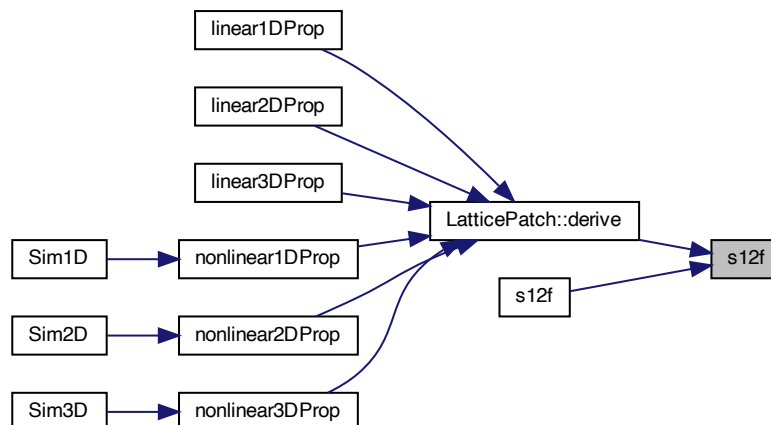 linear1DProp
linear2DProp
linear3DProp
LatticePatch::derive
Sim1D
nonlinear1DProp
s12f
s12f
Sim2D
nonlinear2DProp
Sim3D
nonlinear3DProp